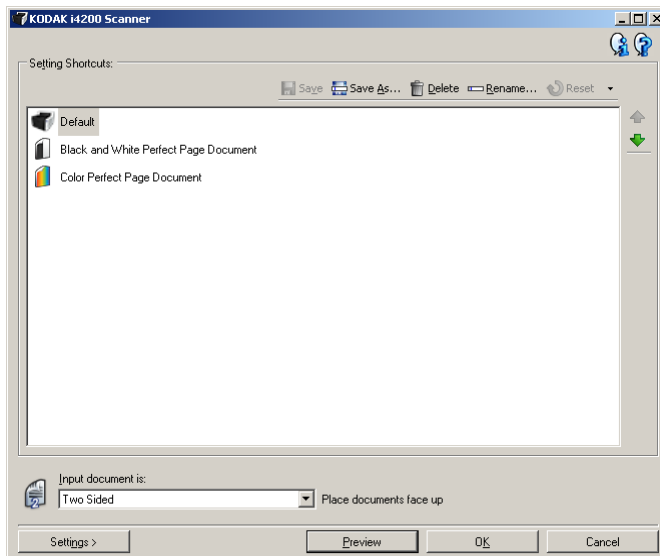 KODAK i4200 Scanner
Setting Shortcuts:
Save Save As... Delete Rename... Reset
Default
Black and White Perfect Page Document
Color Perfect Page Document
Input document is:
Two Sided Place documents face up
Settings > Preview OK Cancel